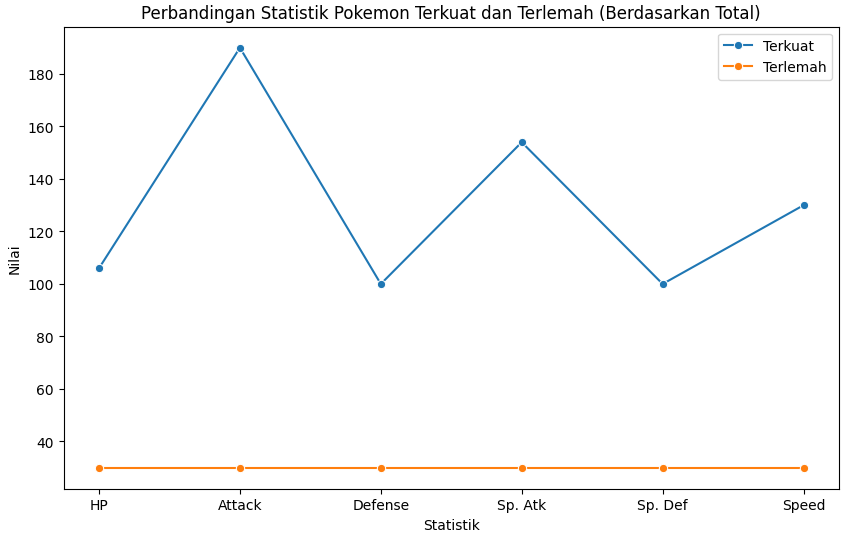 Perbandingan Statistik Pokemon Terkuat dan Terlemah (Berdasarkan Total)
Terkuat
Terlemah
Nilai
180
160
140
120
100
80
60
40
HP
Attack
Defense
Sp. Atk
Sp. Def
Speed
Statistik